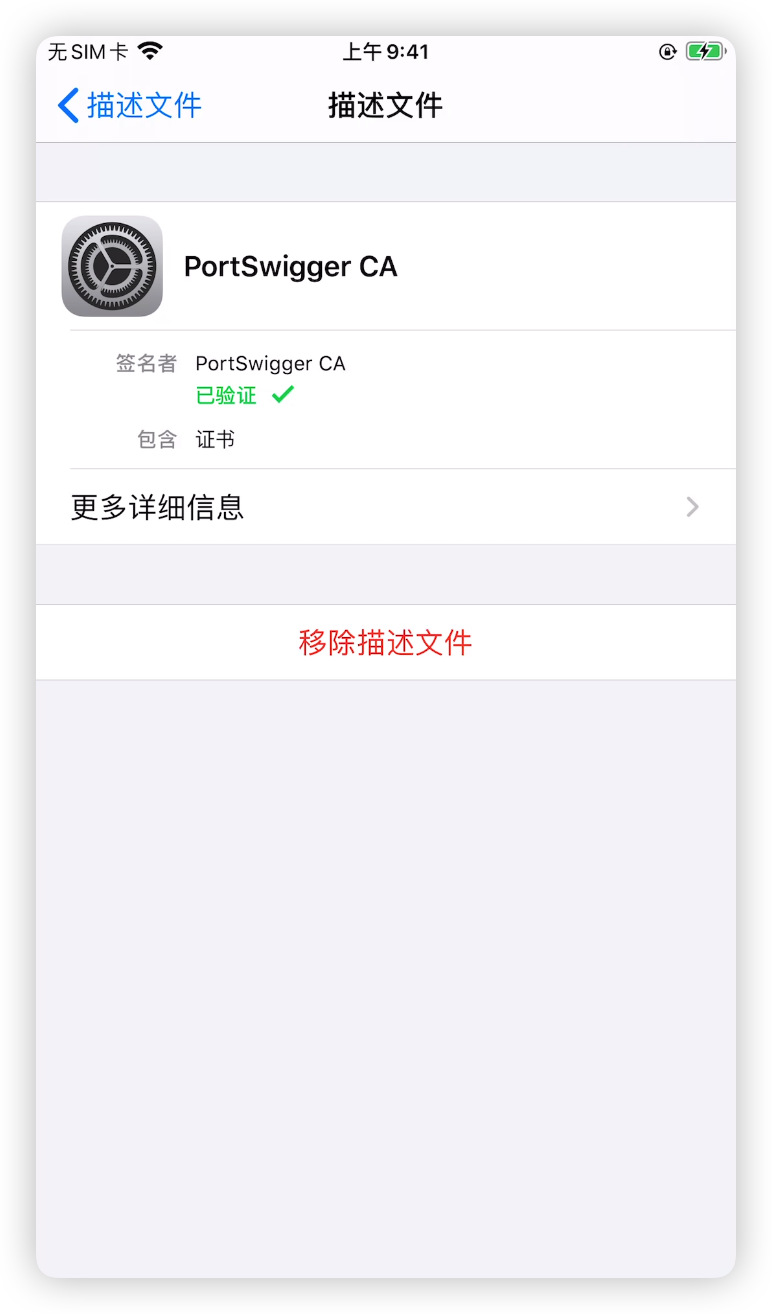 无SIM卡 上午9:41
描述文件 描述文件
PortSwigger CA
签名者 PortSwigger CA
已验证
包含 证书
更多详细信息
移除描述文件